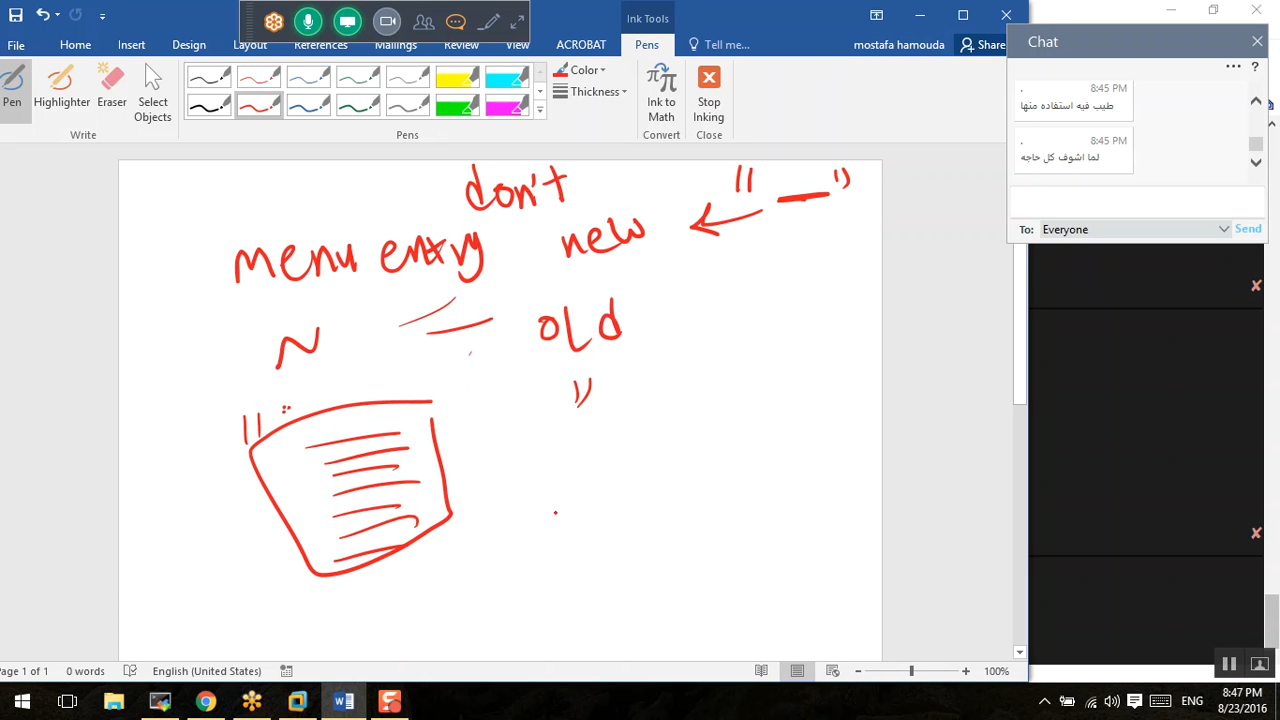 Ink Tools
File Home Insert Design Layout References Mailings Review View ACROBAT Pens Tell me... mostafa hamouda Share
Pen Highlighter Eraser Select Objects
Write
Pens
Color
Thickness
Ink to Math
Convert
Stop Inking
Close
Chat
. 8:45 PM
طيب فيه استفاده منها
. 8:45 PM
لما اشوف كل حاجه
To: Everyone Send
don't " — "
menu entry new ←
N old
"
"
Page 1 of 1 0 words English (United States) 100%
ENG 8:47 PM
8/23/2016